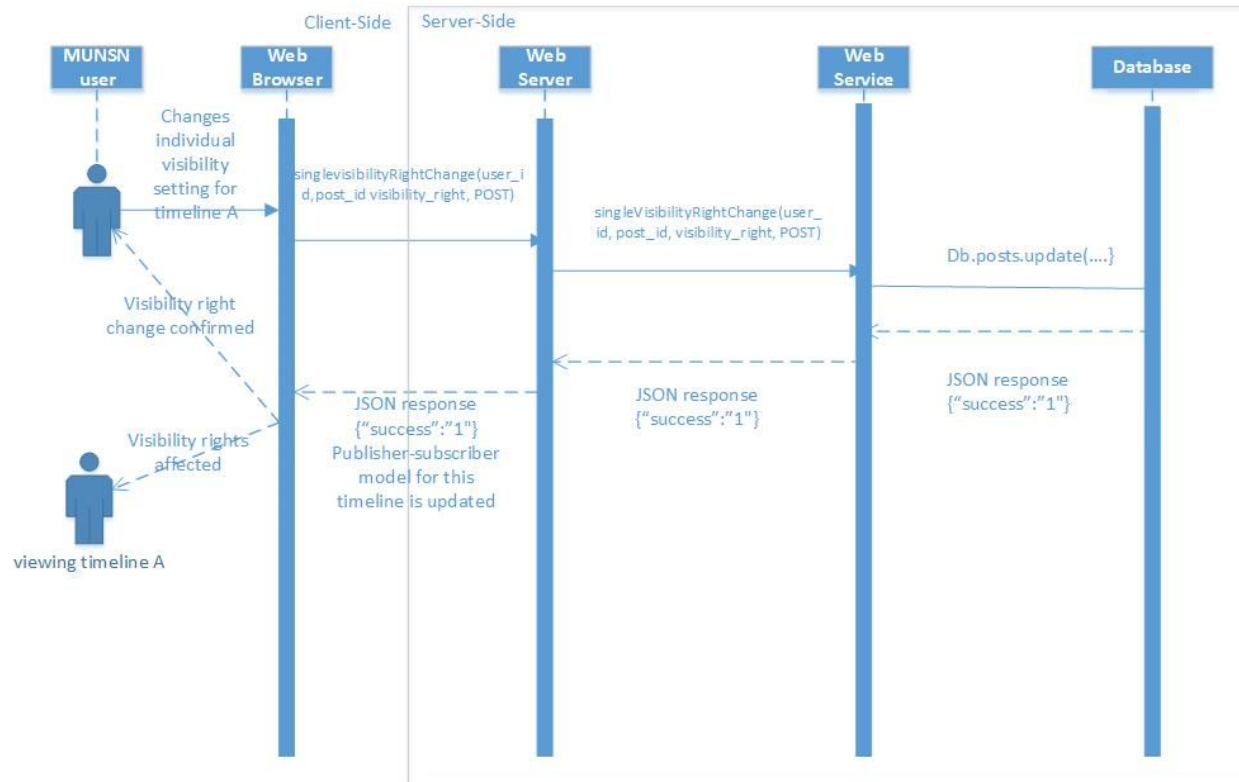 Client-Side
Server-Side
MUNSN
user
Web
Browser
Web
Server
Web
Service
Database
Changes
individual
visibility
setting for
timeline A
singlevisibilityRightChange(user_i
d,post_id visibility_right, POST)
singleVisibilityRightChange(user_
id, post_id, visibility_right, POST)
Db.posts.update(....}
Visibility right
change confirmed
JSON response
{“success”:”1"}
JSON response
{“success”:”1"}
JSON response
{“success”:”1"}
Publisher-subscriber
model for this
timeline is updated
Visibility rights
affected
viewing timeline A